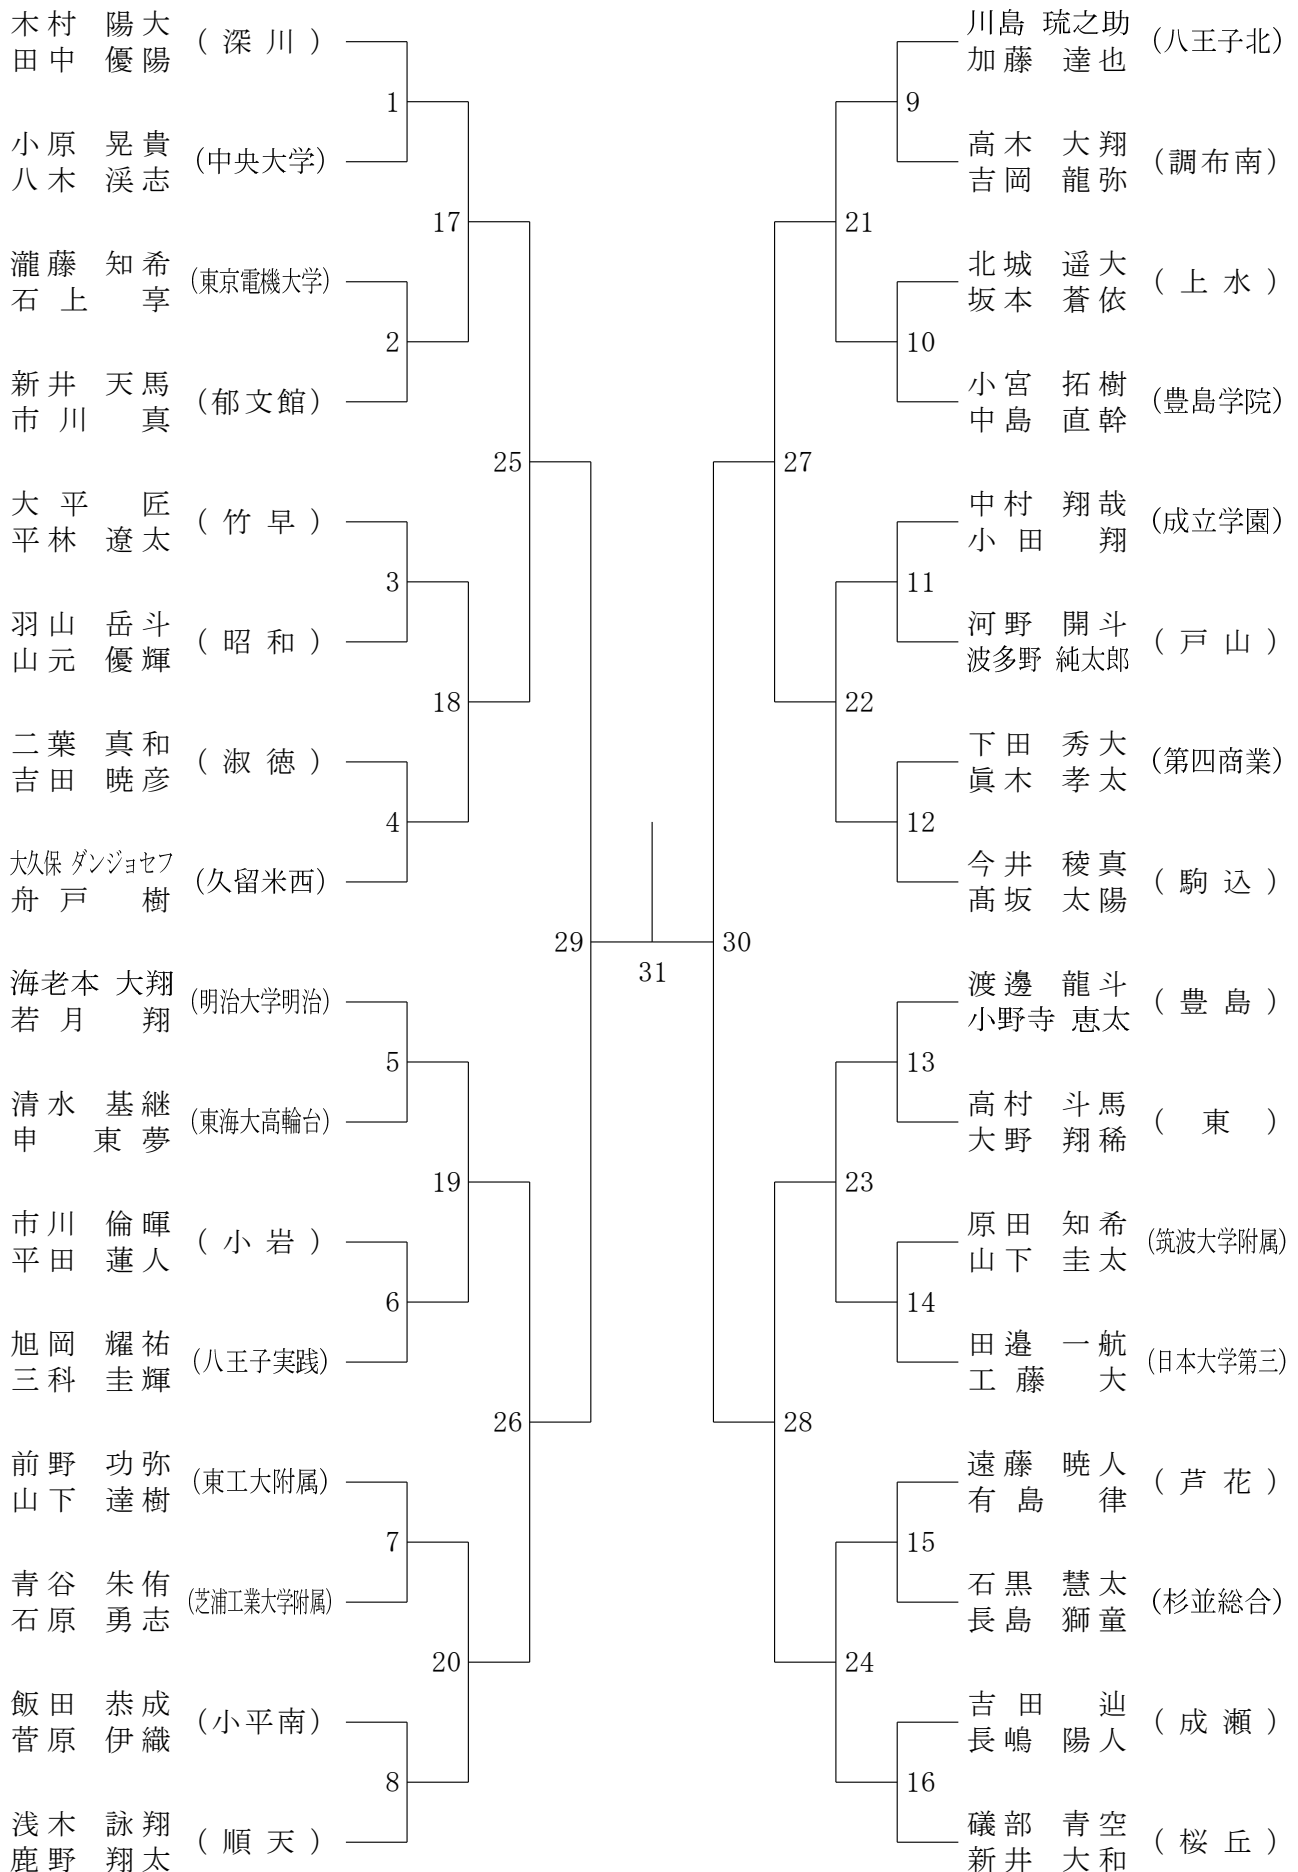 木村 陽大
田中 優陽
(深川)
小原 晃貴
八木 渓志
(中央大学)
瀧藤 知希
石上 享
(東京電機大学)
新井 天馬
市川 真
(郁文館)
大平 匠
平林 遼太
(竹早)
羽山 岳斗
山元 優輝
(昭和)
二葉 真和
吉田 暁彦
(淑徳)
大久保 ダンジョセフ
舟戸 樹
(久留米西)
海老本 大翔
若月 翔
(明治大学明治)
清水 基継
申 東夢
(東海大高輪台)
市川 倫暉
平田 蓮人
(小岩)
旭岡 耀祐
三科 圭輝
(八王子実践)
前野 功弥
山下 達樹
(東工大附属)
青谷 朱侑
石原 勇志
(芝浦工業大学附属)
飯田 恭成
菅原 伊織
(小平南)
浅木 詠翔
鹿野 翔太
(順天)
1
2
3
4
5
6
7
8
17
18
19
20
25
26
29
31
30
27
28
21
22
23
24
9
10
11
12
13
14
15
16
川島 琉之助
加藤 達也
(八王子北)
高木 大翔
吉岡 龍弥
(調布南)
北城 遥大
坂本 蒼依
(上水)
小宮 拓樹
中島 直幹
(豊島学院)
中村 翔哉
小田 翔
(成立学園)
河野 開斗
波多野 純太郎
(戸山)
下田 秀大
眞木 孝太
(第四商業)
今井 稜真
髙坂 太陽
(駒込)
渡邊 龍斗
小野寺 恵太
(豊島)
高村 斗馬
大野 翔稀
(東)
原田 知希
山下 圭太
(筑波大学附属)
田邉 一航
工藤 大
(日本大学第三)
遠藤 暁人
有島 律
(芦花)
石黒 慧太
長島 獅童
(杉並総合)
吉田 辿
長嶋 陽人
(成瀬)
礒部 青空
新井 大和
(桜丘)